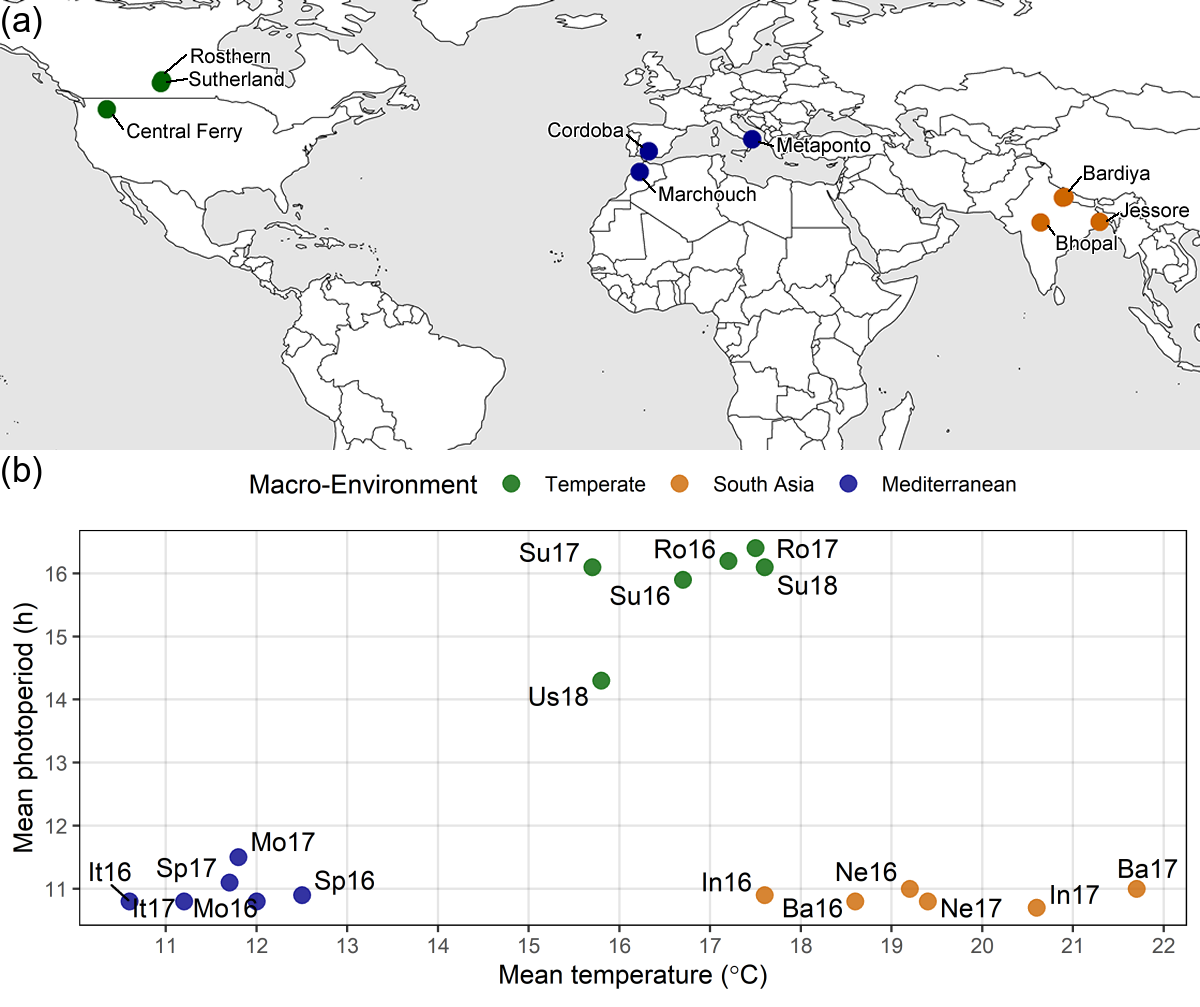 (a)
Rosthern
Sutherland
Central Ferry
Cordoba
Metaponto
Marchouch
Bardiya
Jessore
Bhopal
(b)
Macro-Environment Temperate South Asia Mediterranean
Mean photoperiod (h)
16
15
14
13
12
11
Su17
Ro16
Ro17
Su16
Su18
Us18
Mo17
It16
Sp17
Sp16
It17
Mo16
In16
Ne16
Ba17
Ba16
Ne17
In17
11 12 13 14 15 16 17 18 19 20 21 22
Mean temperature (°C)